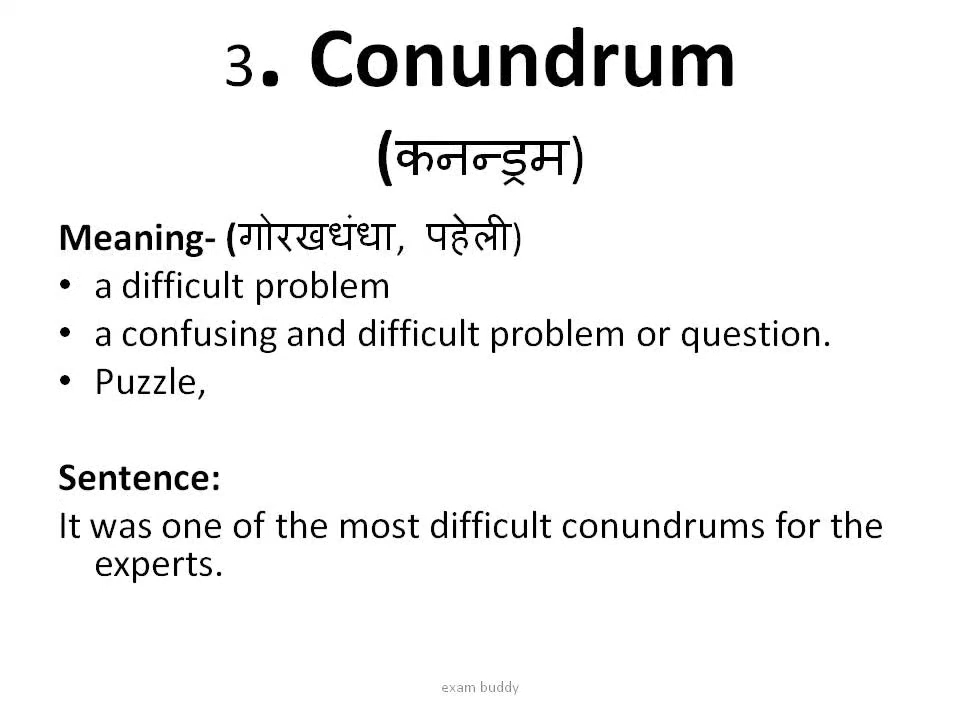 3. Conundrum
(कनन्ड्रम)
Meaning- (गोरखधंधा, पहेली)
• a difficult problem
• a confusing and difficult problem or question.
• Puzzle,
Sentence:
It was one of the most difficult conundrums for the
experts.
exam buddy